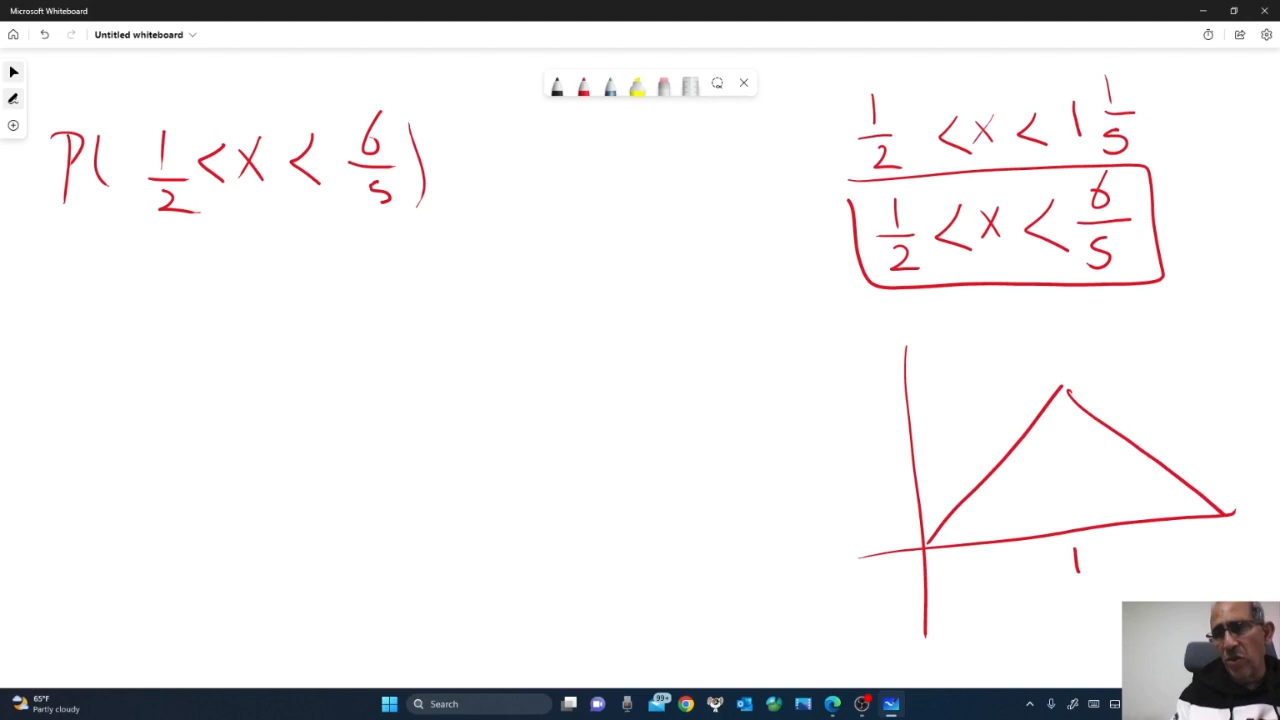 Microsoft Whiteboard
Untitled whiteboard
P( 1/2 < x < 6/5 )
1/2 < x < 1 1/5
1/2 < x < 6/5
1
65°F
Partly cloudy
Search
99+